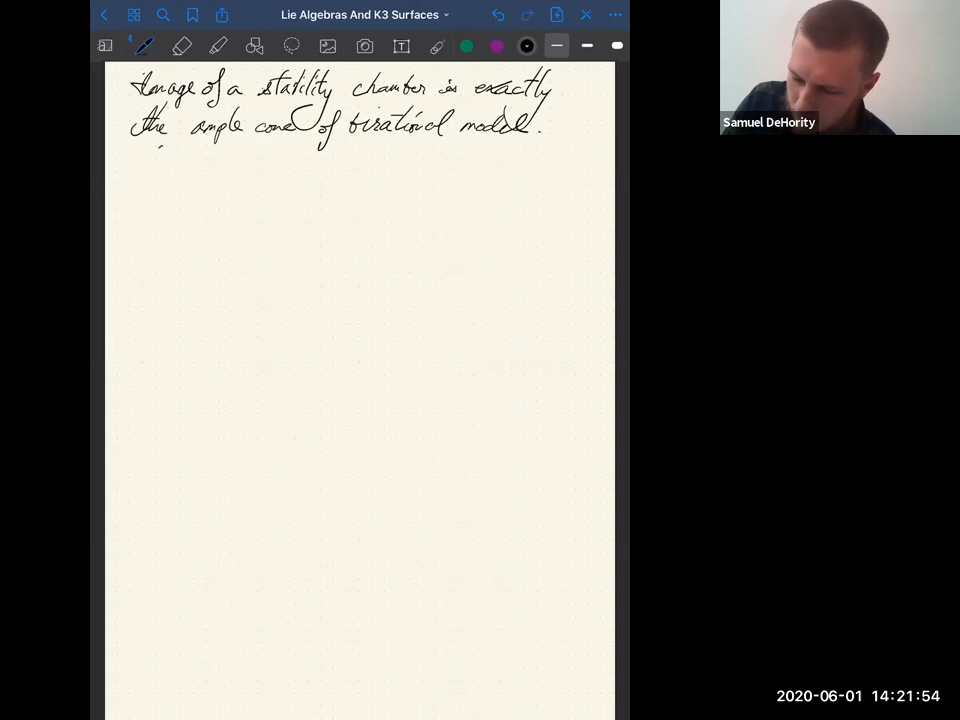 Lie Algebras And K3 Surfaces
T
Image of a stability chamber is exactly
the ample cone of birational model.
Samuel DeHority
2020-06-01 14:21:54